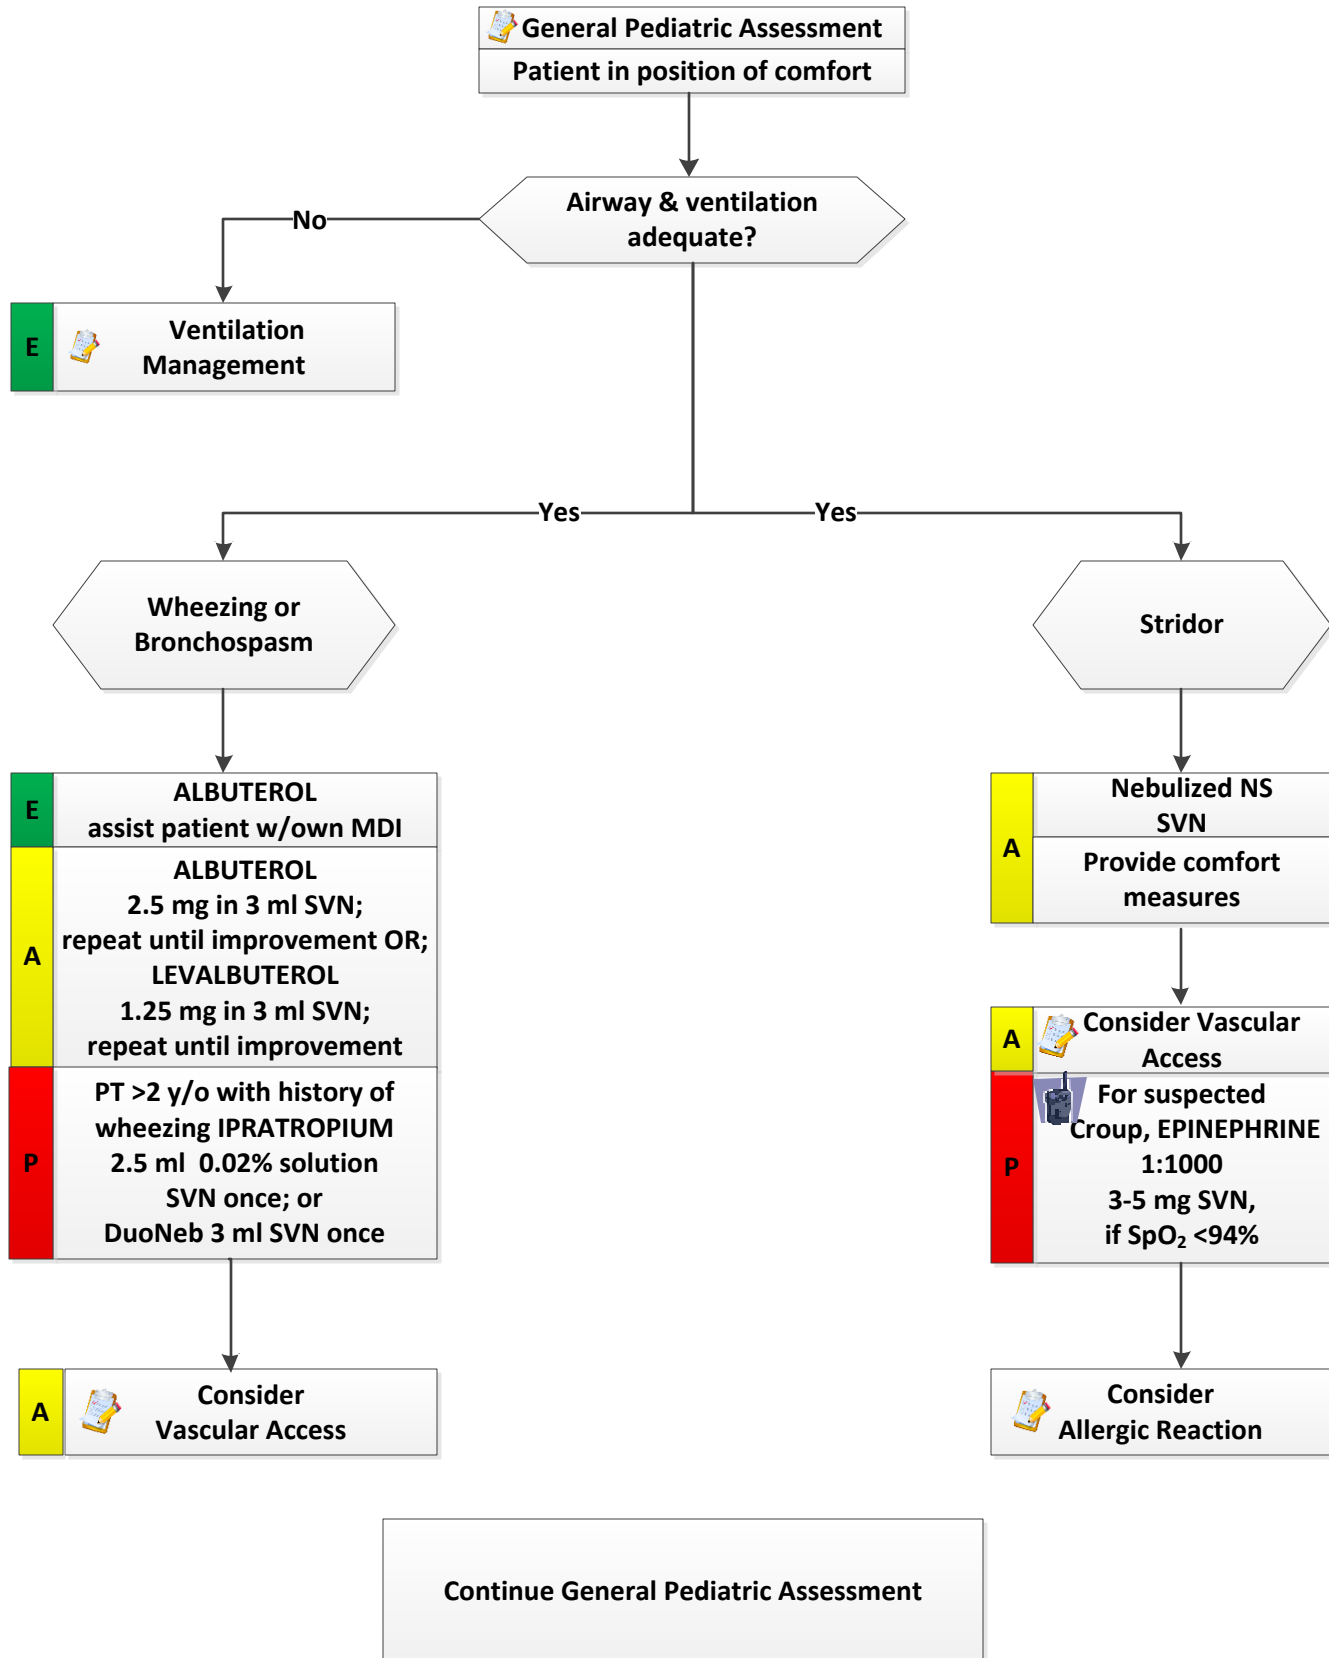 General Pediatric Assessment
Patient in position of comfort
Airway & ventilation
adequate?
No
E
Ventilation
Management
Yes
Yes
Wheezing or
Bronchospasm
Stridor
E
ALBUTEROL
assist patient w/own MDI
A
ALBUTEROL
2.5 mg in 3 ml SVN;
repeat until improvement OR;
LEVALBUTEROL
1.25 mg in 3 ml SVN;
repeat until improvement
P
PT >2 y/o with history of
wheezing IPRATROPIUM
2.5 ml 0.02% solution
SVN once; or
DuoNeb 3 ml SVN once
A
Consider
Vascular Access
A
Nebulized NS
SVN
Provide comfort
measures
A
Consider Vascular
Access
P
For suspected
Croup, EPINEPHRINE
1:1000
3-5 mg SVN,
if SpO₂ <94%
Consider
Allergic Reaction
Continue General Pediatric Assessment